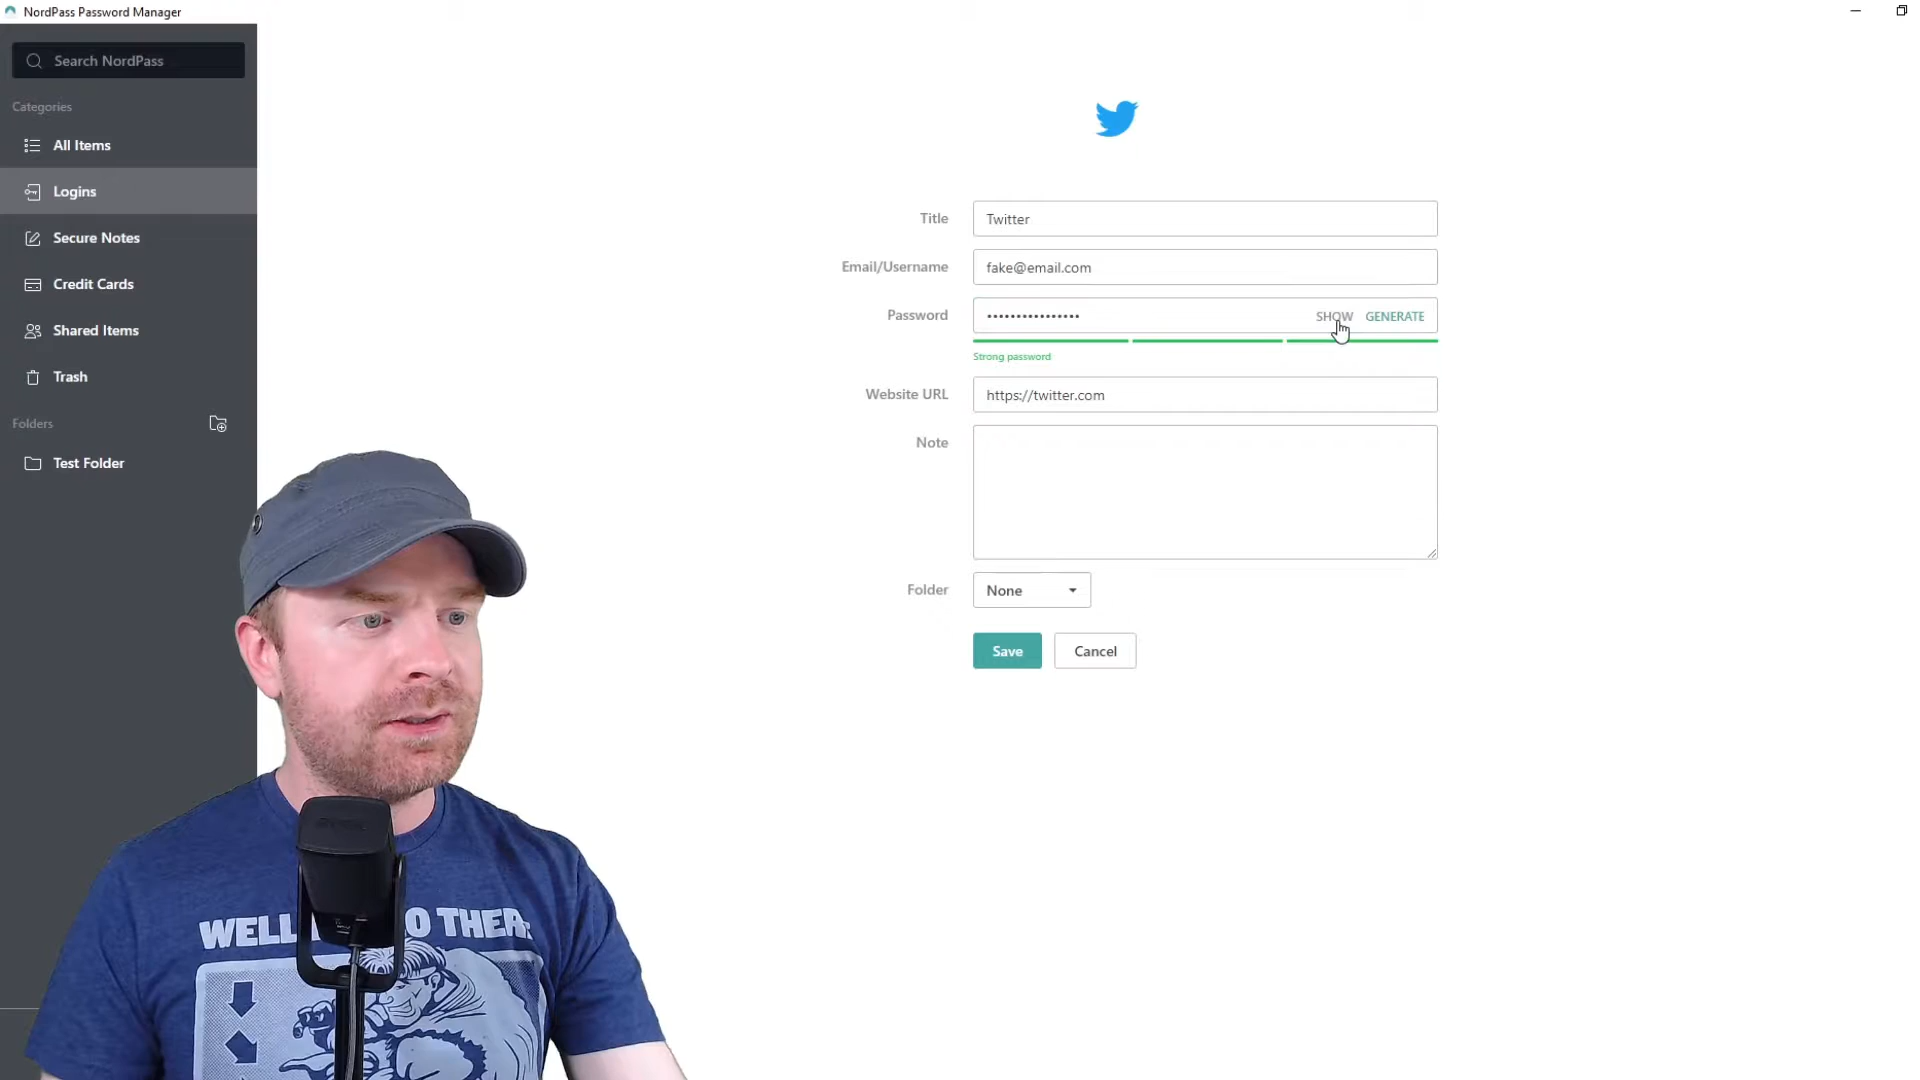 NordPass Password Manager
Search NordPass
Categories
All Items
Logins
Secure Notes
Credit Cards
Shared Items
Trash
Folders
Test Folder
Title
Twitter
Email/Username
fake@email.com
Password
••••••••••••••••
SHOW
GENERATE
Strong password
Website URL
https://twitter.com
Note
Folder
None
Save
Cancel
WELL
O THER